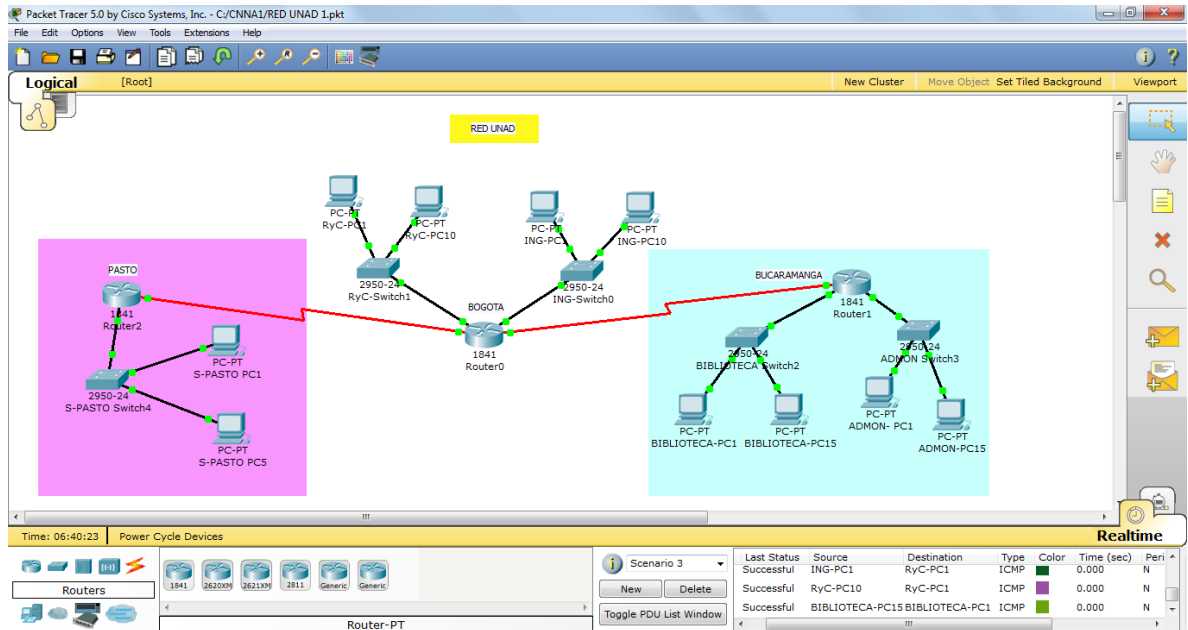 Packet Tracer 5.0 by Cisco Systems, Inc. - C:/CNNA1/RED UNAD 1.pkt
File Edit Options View Tools Extensions Help
Logical [Root] New Cluster Move Object Set Tiled Background Viewport
RED UNAD
PC-PT
RyC-PC1
PC-PT
RyC-PC10
PC-PT
ING-PC1
PC-PT
ING-PC10
2950-24
RyC-Switch1
2950-24
ING-Switch0
PASTO
1841
Router2
BOGOTA
1841
Router0
BUCARAMANGA
1841
Router1
PC-PT
S-PASTO PC1
2950-24
S-PASTO Switch4
PC-PT
S-PASTO PC5
2950-24
BIBLIOTECA Switch2
2950-24
ADMON Switch3
PC-PT
BIBLIOTECA-PC1
PC-PT
BIBLIOTECA-PC15
PC-PT
ADMON- PC1
PC-PT
ADMON-PC15
Time: 06:40:23 Power Cycle Devices Realtime
Routers
1841 2620XM 2621XM 2811 Generic Generic
Router-PT
Scenario 3
New Delete
Toggle PDU List Window
Last Status Source Destination Type Color Time (sec) Peri
Successful ING-PC1 RyC-PC1 ICMP 0.000 N
Successful RyC-PC10 RyC-PC1 ICMP 0.000 N
Successful BIBLIOTECA-PC15 BIBLIOTECA-PC1 ICMP 0.000 N